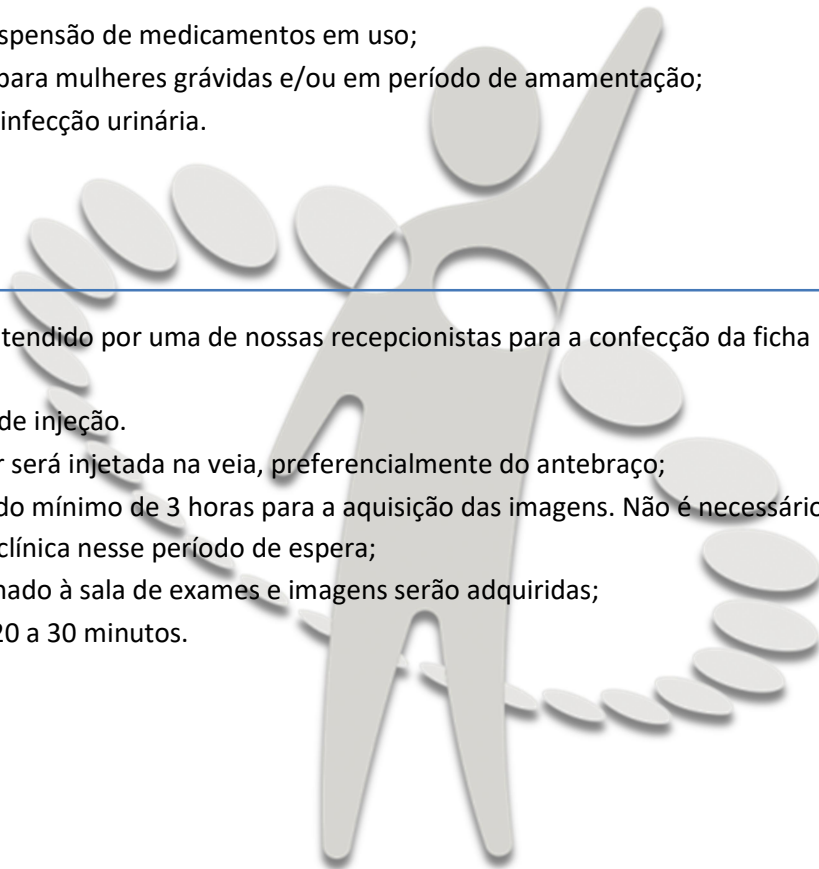 spensão de medicamentos em uso;
para mulheres grávidas e/ou em período de amamentação;
infecção urinária.
tendido por uma de nossas recepcionistas para a confecção da ficha
de injeção.
r será injetada na veia, preferencialmente do antebraço;
do mínimo de 3 horas para a aquisição das imagens. Não é necessário
clínica nesse período de espera;
nado à sala de exames e imagens serão adquiridas;
20 a 30 minutos.